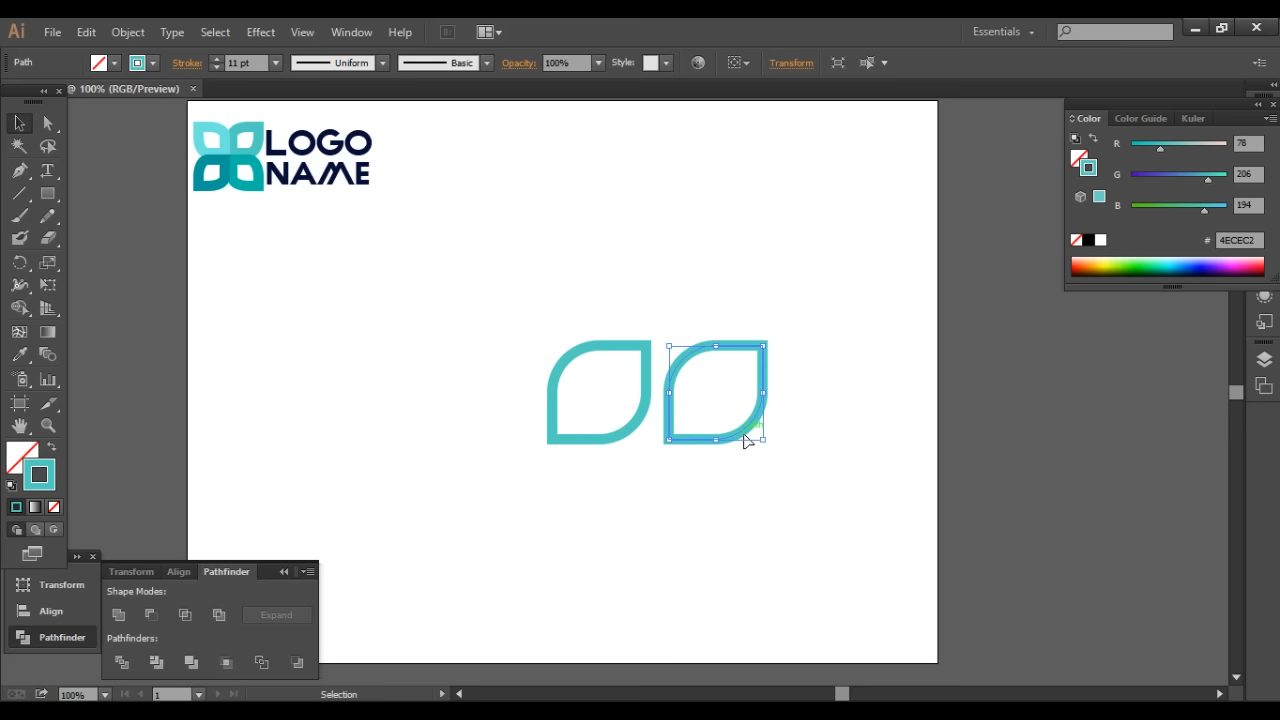 Ai File Edit Object Type Select Effect View Window Help Br Essentials
Path Stroke: 11 pt Uniform Basic Opacity: 100% Style: Transform
@ 100% (RGB/Preview) ×
LOGO
NAME
Color Color Guide Kuler
R 78
G 206
B 194
# 4ECEC2
Transform
Align
Pathfinder
Transform Align Pathfinder
Shape Modes:
Expand
Pathfinders:
100% 1 Selection